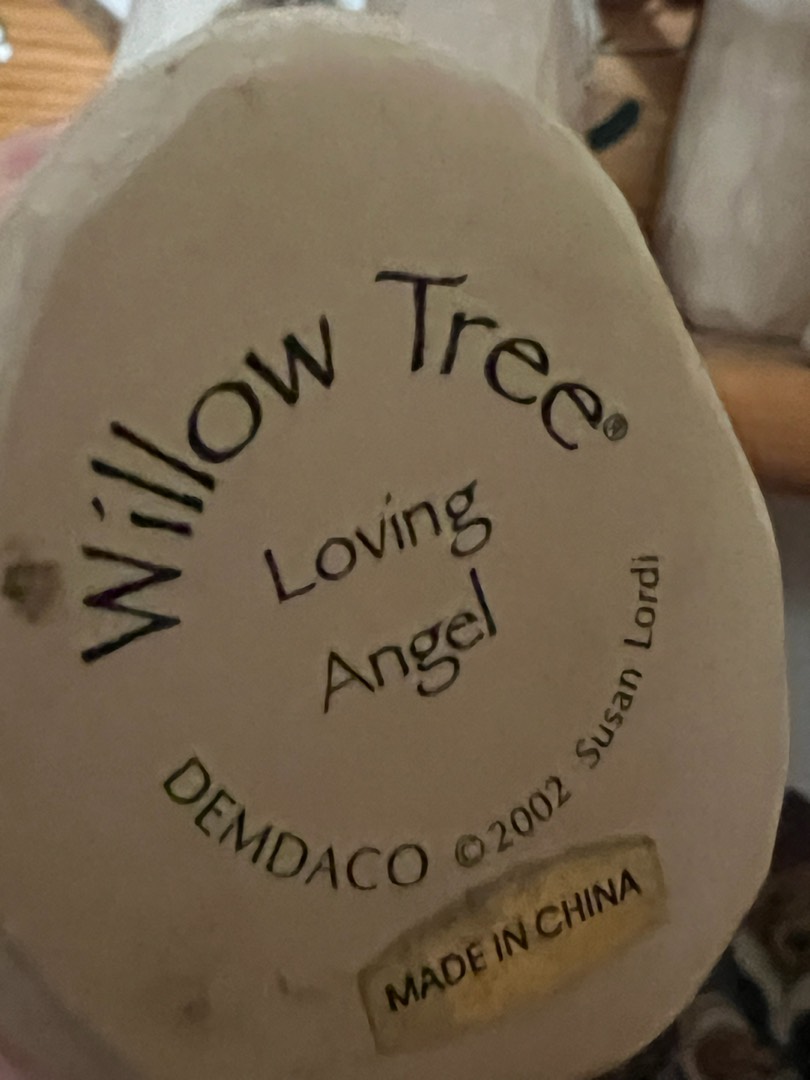 Willow Tree®
Loving
Angel
DEMDACO ©2002 Susan Lordi
MADE IN CHINA